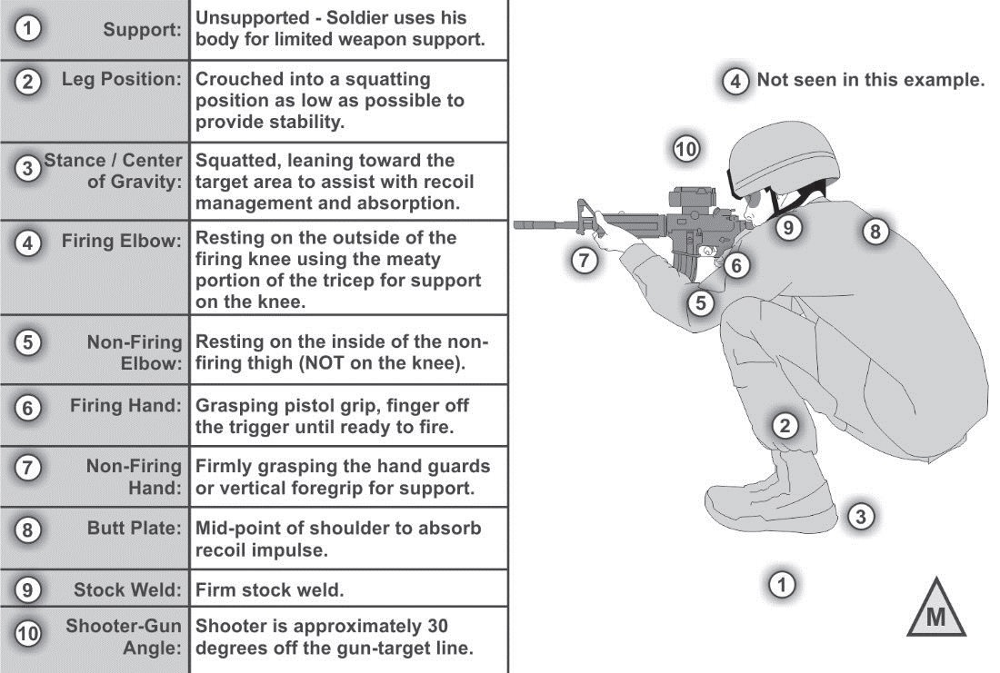 1 Support: Unsupported - Soldier uses his
body for limited weapon support.
2 Leg Position: Crouched into a squatting
position as low as possible to
provide stability.
3 Stance / Center
of Gravity:
Squatted, leaning toward the
target area to assist with recoil
management and absorption.
4 Firing Elbow: Resting on the outside of the
firing knee using the meaty
portion of the tricep for support
on the knee.
5 Non-Firing
Elbow:
Resting on the inside of the non-
firing thigh (NOT on the knee).
6 Firing Hand: Grasping pistol grip, finger off
the trigger until ready to fire.
7 Non-Firing
Hand:
Firmly grasping the hand guards
or vertical foregrip for support.
8 Butt Plate: Mid-point of shoulder to absorb
recoil impulse.
9 Stock Weld: Firm stock weld.
10 Shooter-Gun
Angle:
Shooter is approximately 30
degrees off the gun-target line.
4 Not seen in this example.
10
9
8
7
6
5
2
3
1
M